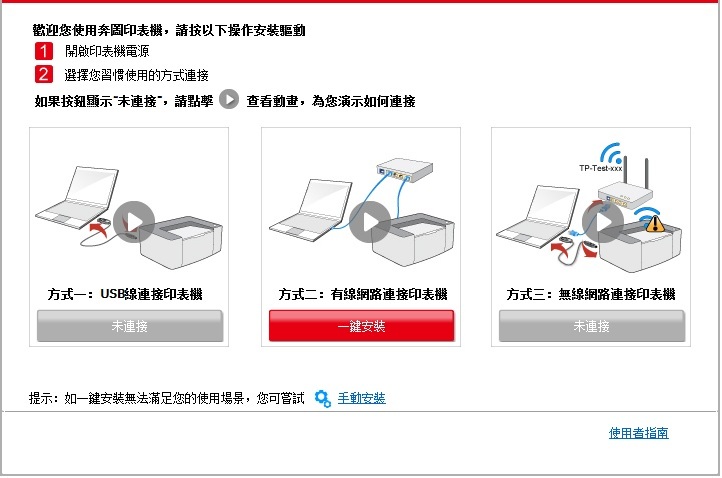 歡迎您使用奔圖印表機，請按以下操作安裝驅動
1 開啟印表機電源
2 選擇您習慣使用的方式連接
如果按鈕顯示"未連接"，請點擊 查看動畫，為您演示如何連接
TP-Test-xxx
方式一：USB線連接印表機
方式二：有線網路連接印表機
方式三：無線網路連接印表機
未連接
一鍵安裝
未連接
提示：如一鍵安裝無法滿足您的使用場景，您可嘗試 手動安裝
使用者指南